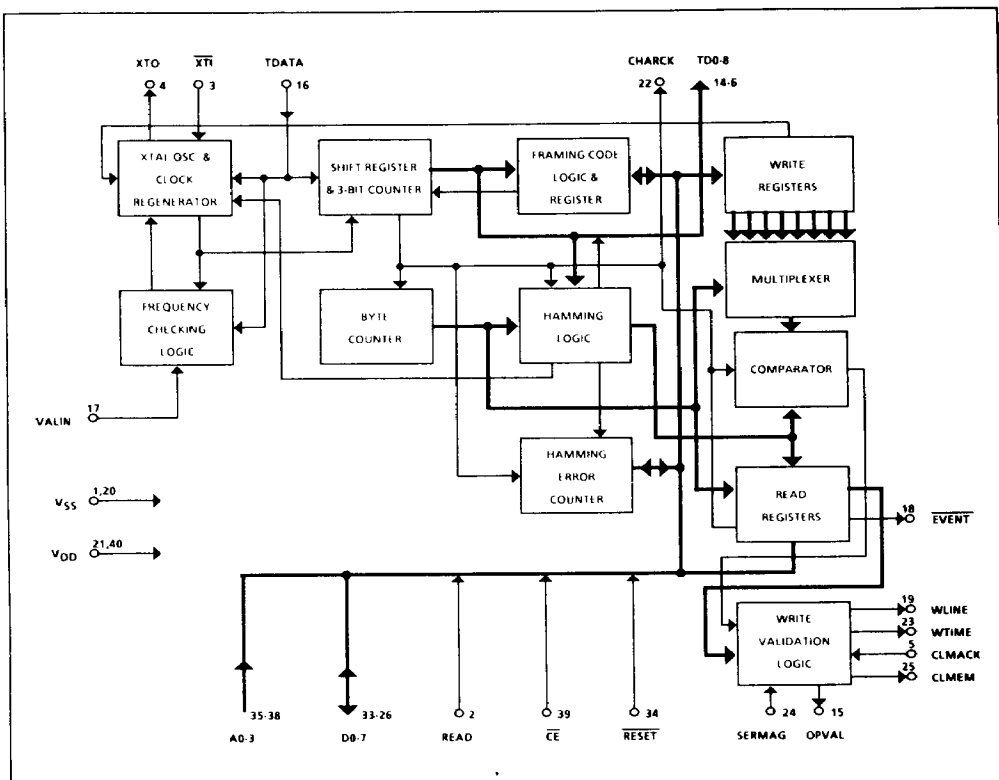 XTO
XTI
TDATA
CHARCK
TD0-8
4
3
16
22
14-6
XTAL OSC &
CLOCK
REGENERATOR
SHIFT REGISTER
& 3-BIT COUNTER
FRAMING CODE
LOGIC &
REGISTER
WRITE
REGISTERS
FREQUENCY
CHECKING
LOGIC
BYTE
COUNTER
HAMMING
LOGIC
MULTIPLEXER
COMPARATOR
17
VALIN
HAMMING
ERROR
COUNTER
READ
REGISTERS
18
EVENT
1,20
VSS
21,40
VDD
WRITE
VALIDATION
LOGIC
19
WLINE
23
WTIME
5
CLMACK
25
CLMEM
35-38
33-26
2
39
34
24
15
A0-3
D0-7
READ
CE
RESET
SERMAG
OPVAL